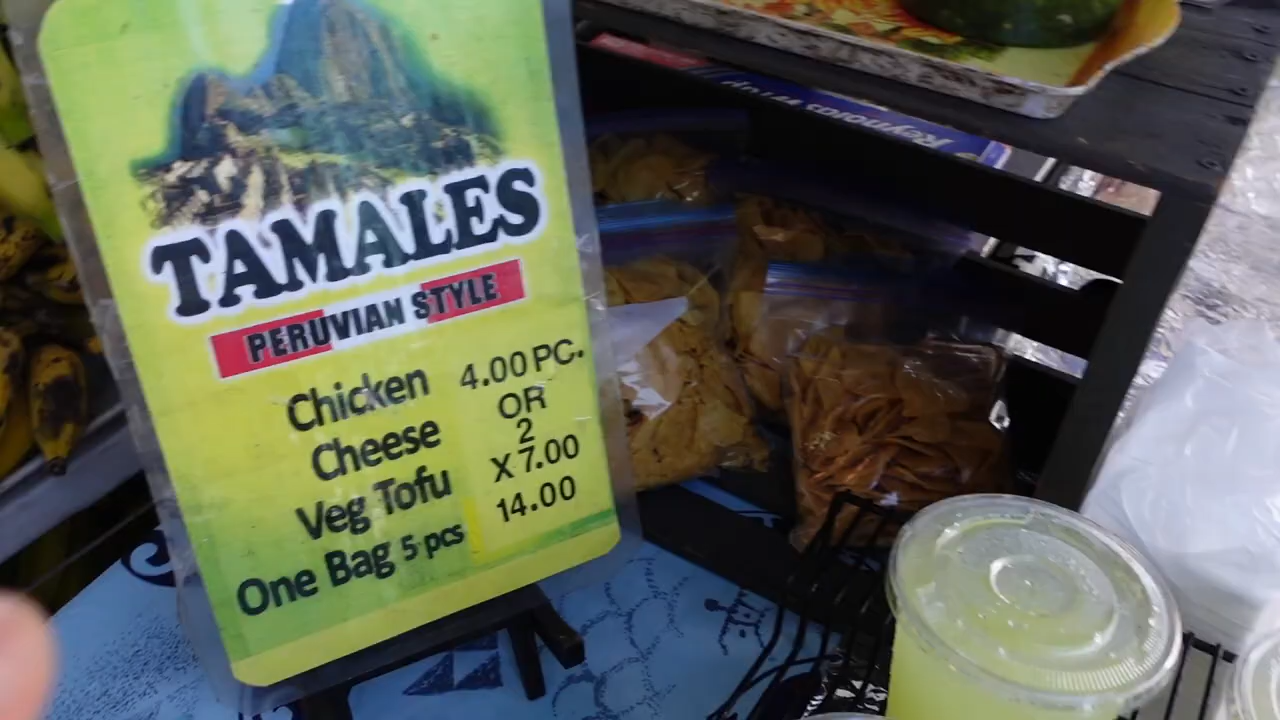 TAMALES
PERUVIAN STYLE
Chicken 4.00 PC.
Cheese OR
2
Veg Tofu X 7.00
One Bag 5 pcs 14.00
Reynolds Wrap